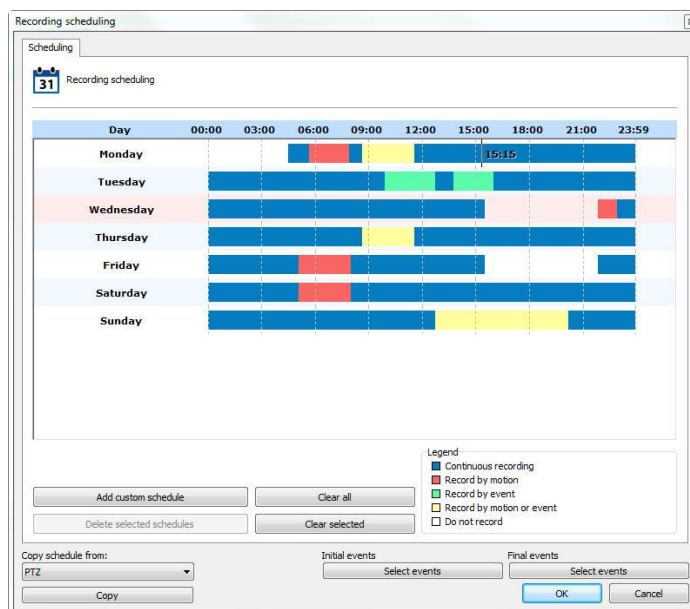 Recording scheduling
Scheduling
31
Recording scheduling
Day 00:00 03:00 06:00 09:00 12:00 15:00 18:00 21:00 23:59
Monday 15:15
Tuesday
Wednesday
Thursday
Friday
Saturday
Sunday
Legend
Continuous recording
Record by motion
Record by event
Record by motion or event
Do not record
Add custom schedule Clear all
Delete selected schedules Clear selected
Copy schedule from: Initial events Final events
PTZ Select events Select events
Copy OK Cancel